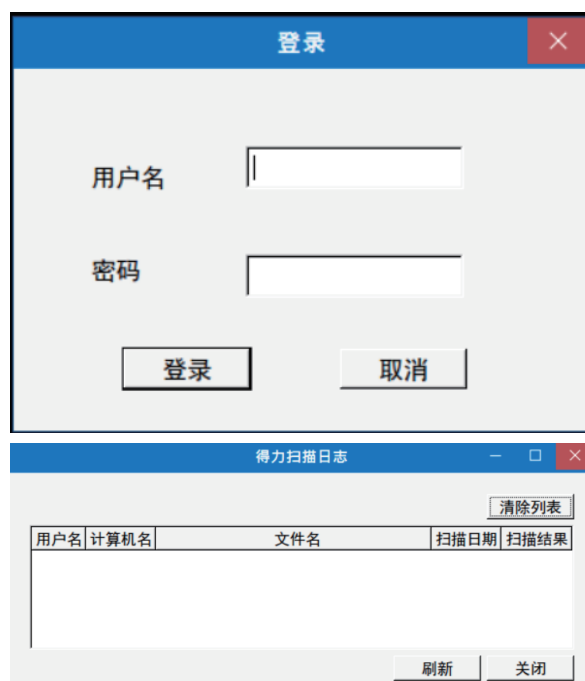 登录
用户名
密码
登录 取消
得力扫描日志
清除列表
用户名 计算机名 文件名 扫描日期 扫描结果
刷新 关闭